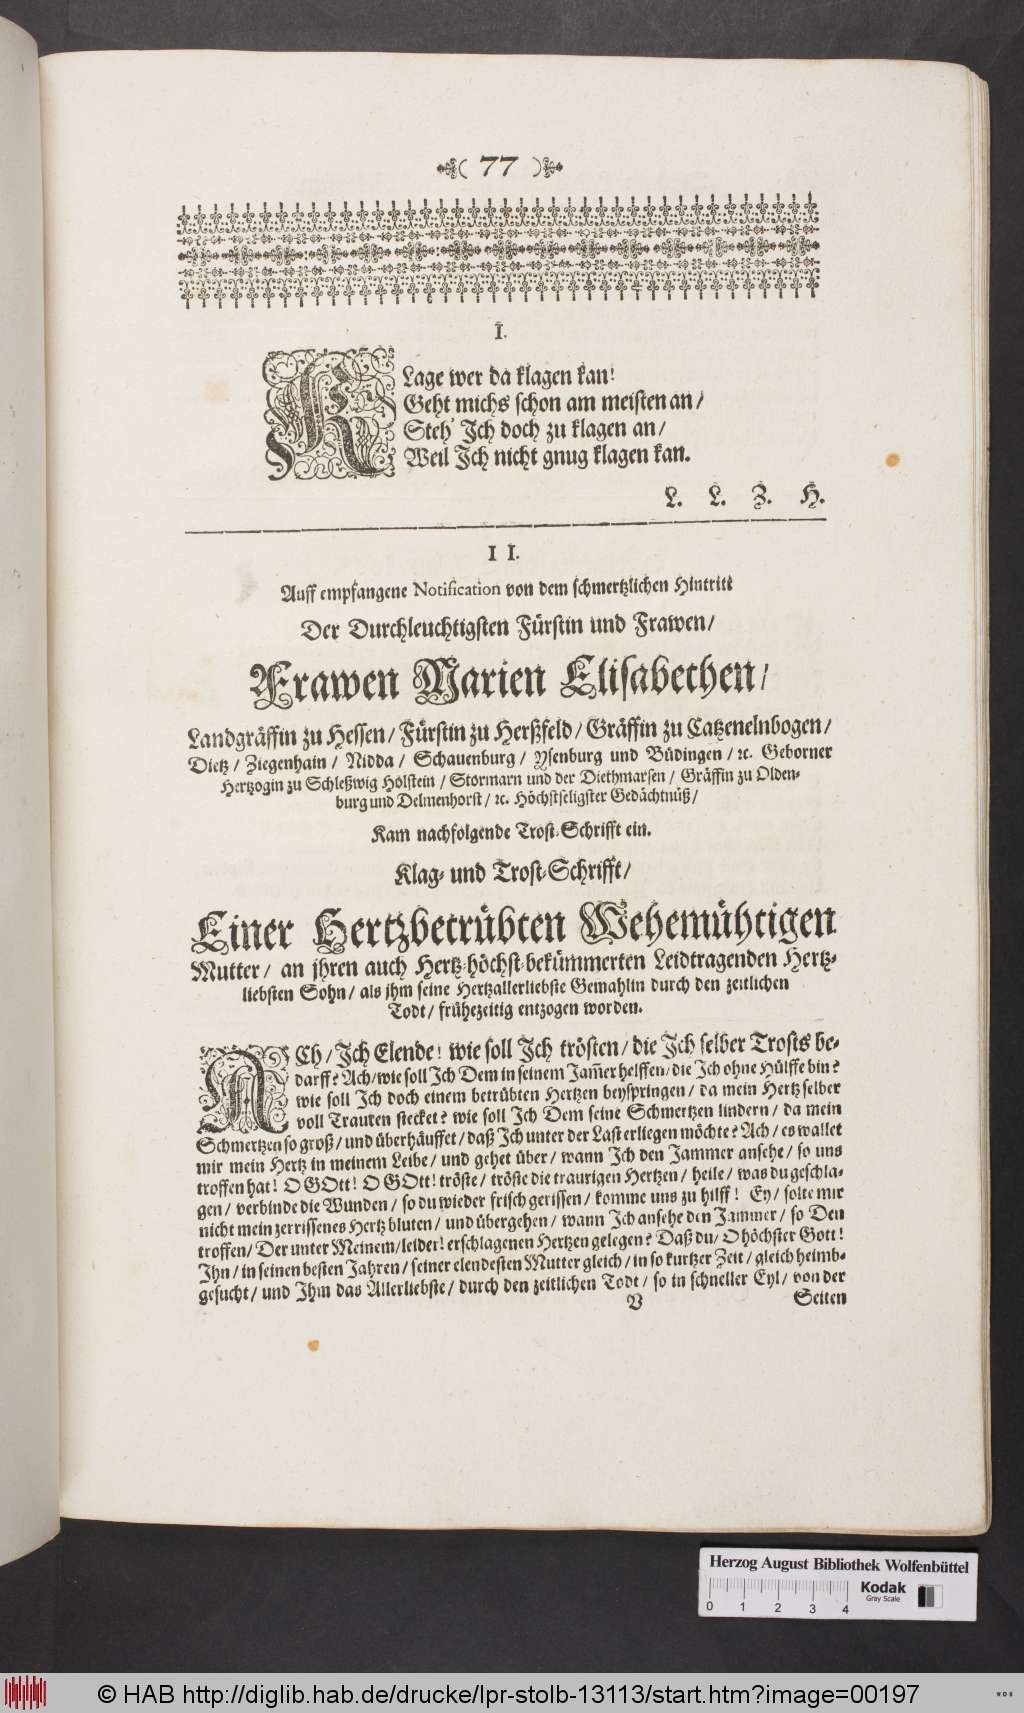 ( 77 )
I.
KLage wer da klagen kan!
Geht michs schon am meisten an/
Steh' Ich doch zu klagen an/
Weil Ich nicht gnug klagen kan.
L. L. Z. H.
II.
Auff empfangene Notification von dem schmertzlichen Hintritt
Der Durchleuchtigsten Fürstin und Frawen/
Frawen Marien Elisabethen/
Landgräffin zu Hessen/ Fürstin zu Herßfeld/ Gräffin zu Catzenelnbogen/
Dietz/ Ziegenhain/ Nidda/ Schauenburg/ Ysenburg und Büdingen/ ꝛc. Geborner
Hertzogin zu Schleßwig Holstein/ Stormarn und der Diethmarsen/ Gräffin zu Olden-
burg und Delmenhorst/ ꝛc. Höchstseligster Gedächtnüß/
Kam nachfolgende Trost-Schrifft ein.
Klag- und Trost-Schrifft/
Einer Hertzbetrübten Wehemühtigen
Mutter/ an jhren auch Hertz-höchst-bekümmerten Leidtragenden Hertz-
liebsten Sohn/ als jhm seine Hertzallerliebste Gemahlin durch den zeitlichen
Todt/ frühezeitig entzogen worden.
ACh/ Ich Elende! wie soll Ich trösten/ die Ich selber Trosts be-
darff? Ach/ wie soll Ich Dem in seinem Jam̄er helffen/ die Ich ohne Hülffe bin?
wie soll Ich doch einem betrübten Hertzen beyspringen/ da mein Hertz selber
voll Trauren stecket? wie soll Ich Dem seine Schmertzen lindern/ da mein
Schmertzen so groß/ und überhäuffet/ daß Ich unter der Last erliegen möchte? Ach/ es wallet
mir mein Hertz in meinem Leibe/ und gehet über/ wann Ich den Jammer ansehe/ so uns
troffen hat! O GOtt! O GOtt! tröste/ tröste die traurigen Hertzen/ heile/ was du geschla-
gen/ verbinde die Wunden/ so du wieder frisch gerissen/ komme uns zu hilff! Ey/ solte mir
nicht mein zerrissenes Hertz bluten/ und übergehen/ wann Ich ansehe den Jammer/ so Den
troffen/ Der unter Meinem/ leider! erschlagenen Hertzen gelegen? Daß du/ O höchster Gott!
Ihn/ in seinen besten Jahren/ seiner elendesten Mutter gleich/ in so kurtzer Zeit/ gleich heimb-
gesucht/ und Ihm das Allerliebste/ durch den zeitlichen Todt/ so in schneller Eyl/ von der
V Seiten
Herzog August Bibliothek Wolfenbüttel
0 1 2 3 4
Kodak
Gray Scale
© HAB http://diglib.hab.de/drucke/lpr-stolb-13113/start.htm?image=00197